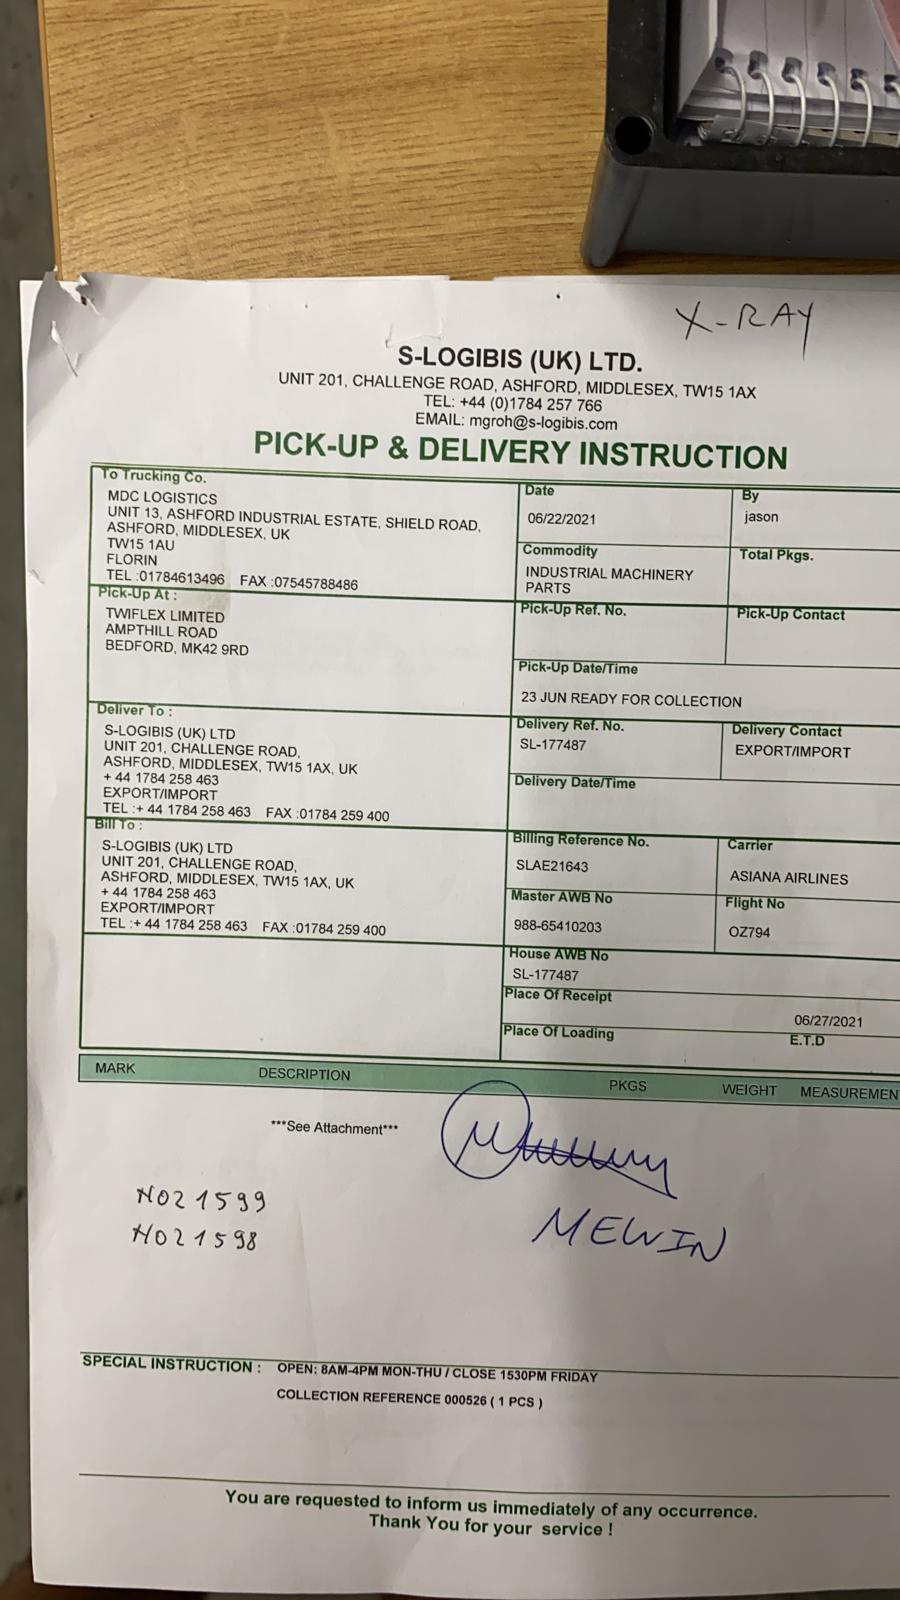 X-RAY
S-LOGIBIS (UK) LTD.
UNIT 201, CHALLENGE ROAD, ASHFORD, MIDDLESEX, TW15 1AX
TEL: +44 (0)1784 257 766
EMAIL: mgroh@s-logibis.com
PICK-UP & DELIVERY INSTRUCTION
To Trucking Co.
MDC LOGISTICS
UNIT 13, ASHFORD INDUSTRIAL ESTATE, SHIELD ROAD,
ASHFORD, MIDDLESEX, UK
TW15 1AU
FLORIN
TEL :01784613496 FAX :07545788486
Date
06/22/2021
By
jason
Commodity
INDUSTRIAL MACHINERY
PARTS
Total Pkgs.
Pick-Up At :
TWIFLEX LIMITED
AMPTHILL ROAD
BEDFORD, MK42 9RD
Pick-Up Ref. No.
Pick-Up Contact
Pick-Up Date/Time
23 JUN READY FOR COLLECTION
Deliver To :
S-LOGIBIS (UK) LTD
UNIT 201, CHALLENGE ROAD,
ASHFORD, MIDDLESEX, TW15 1AX, UK
+ 44 1784 258 463
EXPORT/IMPORT
TEL :+ 44 1784 258 463 FAX :01784 259 400
Delivery Ref. No.
SL-177487
Delivery Contact
EXPORT/IMPORT
Delivery Date/Time
Bill To :
S-LOGIBIS (UK) LTD
UNIT 201, CHALLENGE ROAD,
ASHFORD, MIDDLESEX, TW15 1AX, UK
+ 44 1784 258 463
EXPORT/IMPORT
TEL :+ 44 1784 258 463 FAX :01784 259 400
Billing Reference No.
SLAE21643
Carrier
ASIANA AIRLINES
Master AWB No
988-65410203
Flight No
OZ794
House AWB No
SL-177487
Place Of Receipt
06/27/2021
Place Of Loading
E.T.D
MARK DESCRIPTION PKGS WEIGHT MEASUREMEN
***See Attachment***
H021599
H021598
MELVIN
SPECIAL INSTRUCTION : OPEN: 8AM-4PM MON-THU / CLOSE 1530PM FRIDAY
COLLECTION REFERENCE 000526 ( 1 PCS )
You are requested to inform us immediately of any occurrence.
Thank You for your service !